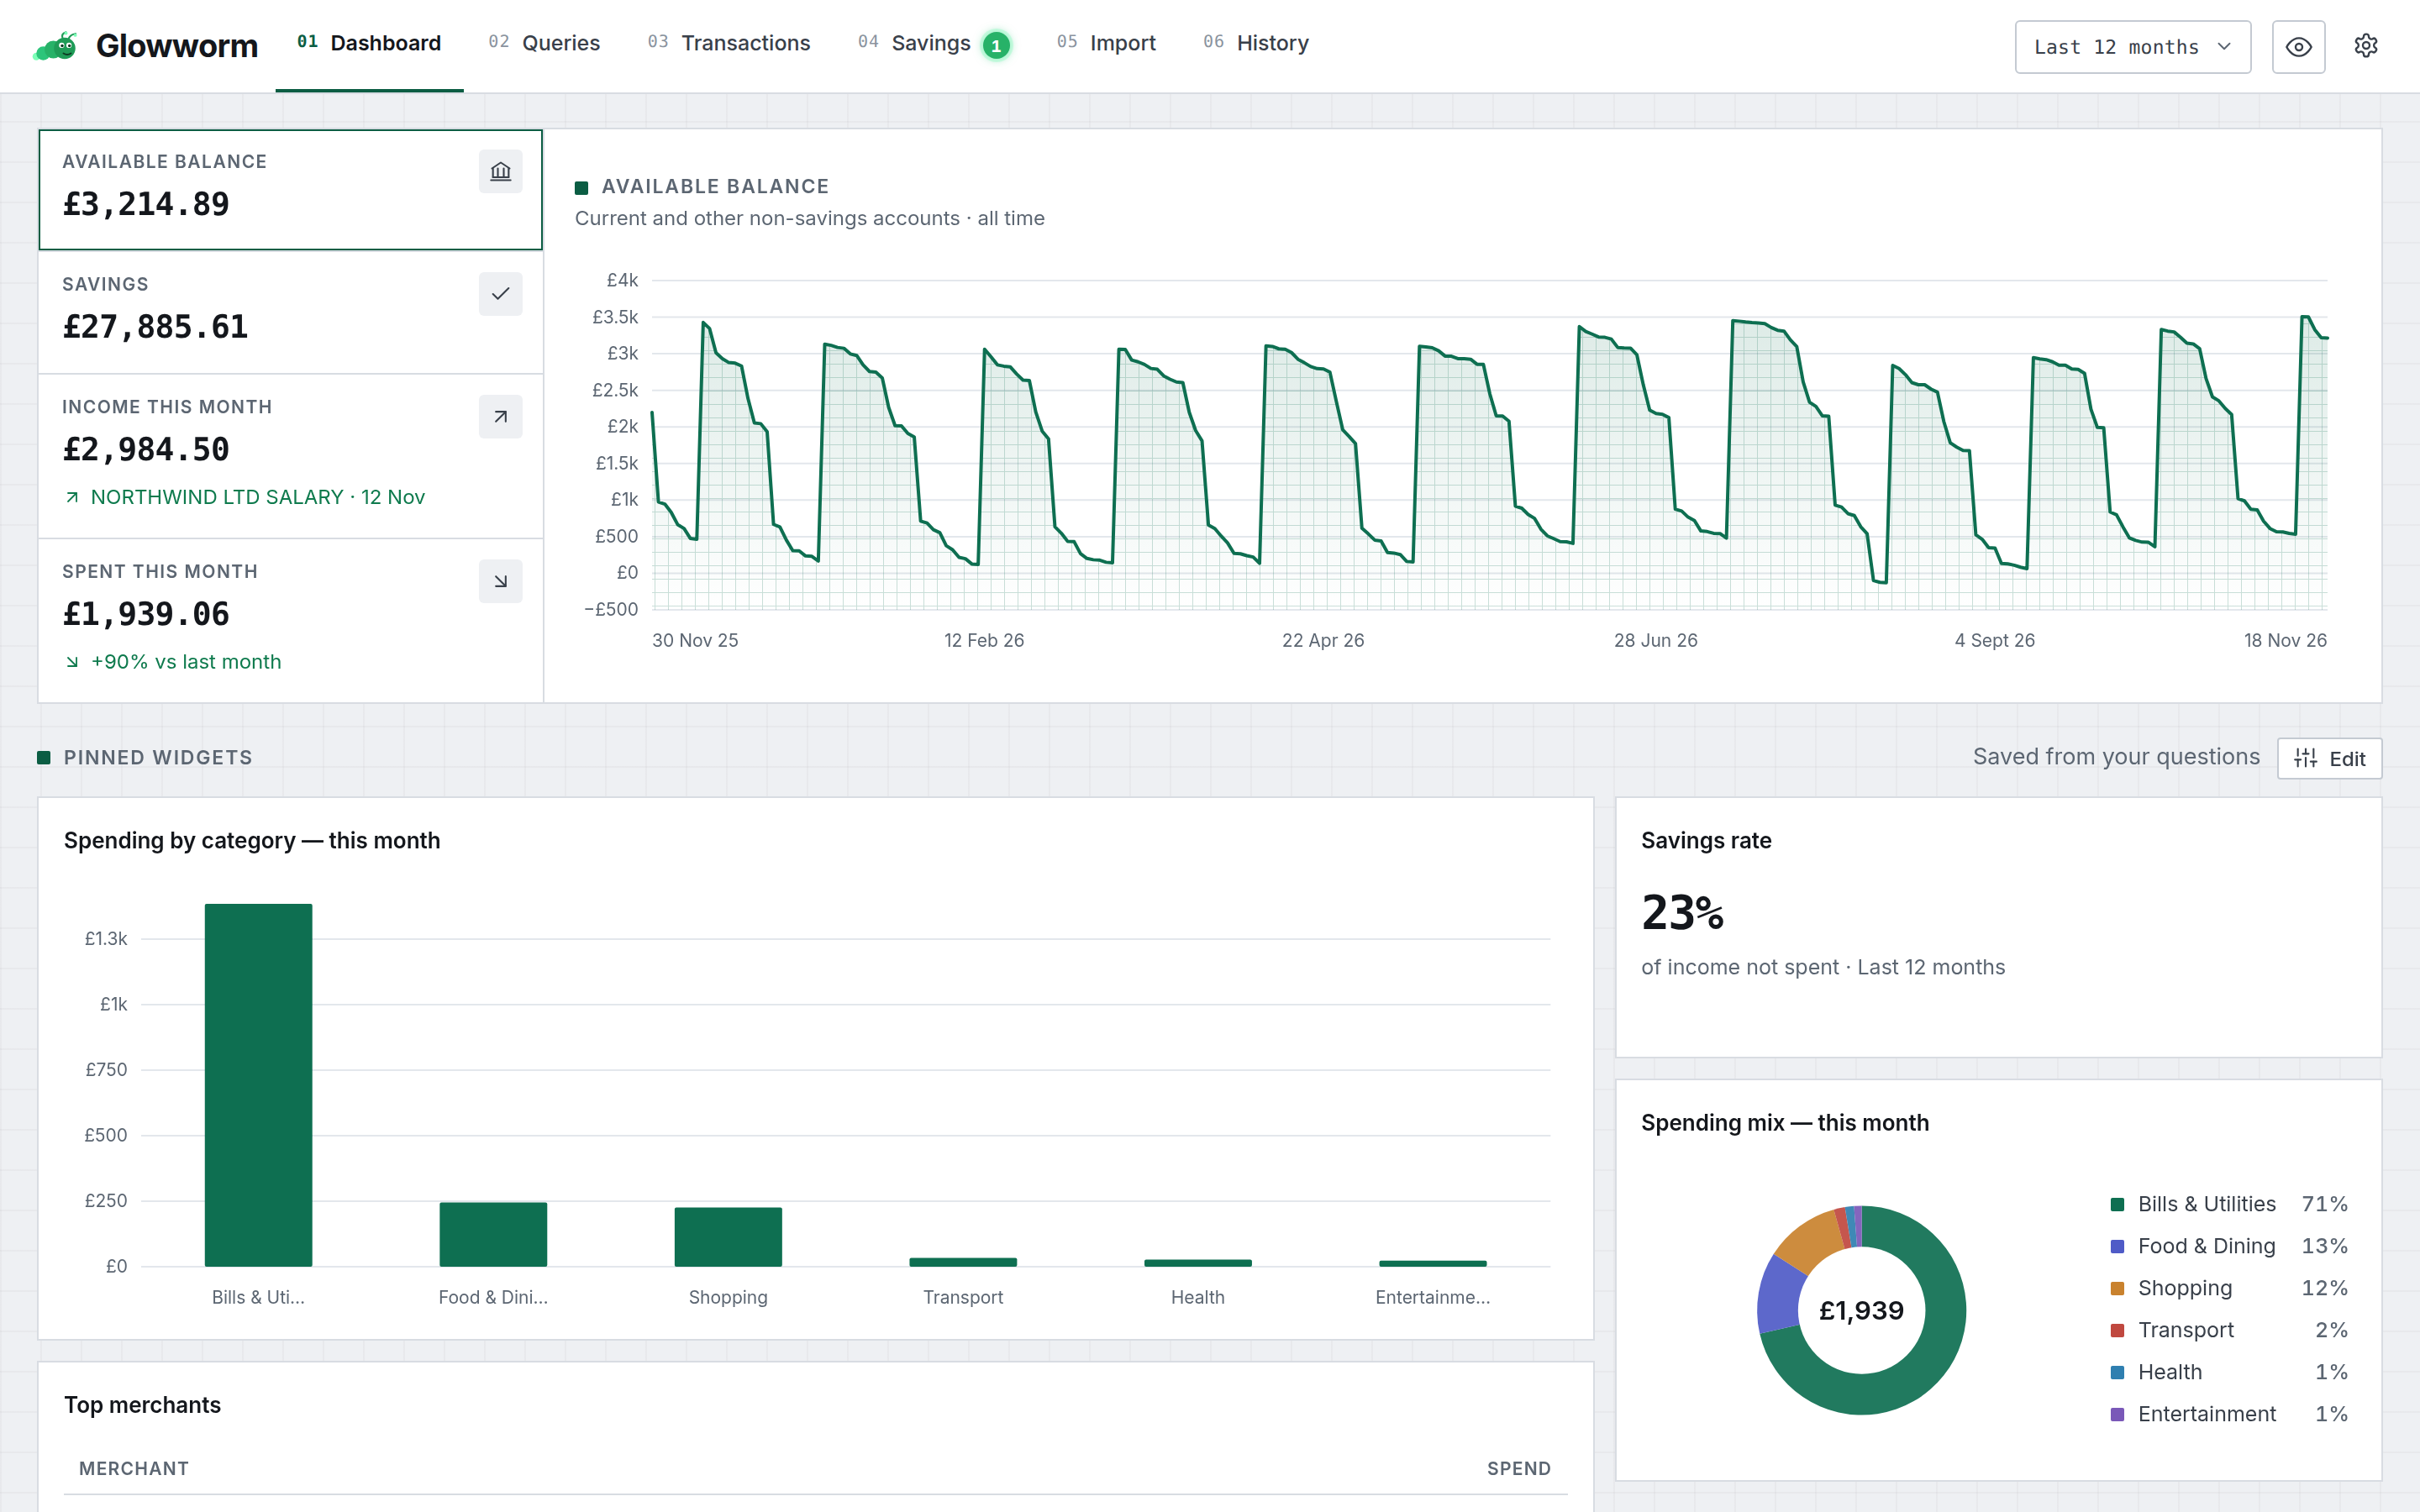 Glowworm
01 Dashboard
02 Queries
03 Transactions
04 Savings 1
05 Import
06 History
Last 12 months
AVAILABLE BALANCE
£3,214.89
SAVINGS
£27,885.61
INCOME THIS MONTH
£2,984.50
NORTHWIND LTD SALARY · 12 Nov
SPENT THIS MONTH
£1,939.06
+90% vs last month
AVAILABLE BALANCE
Current and other non-savings accounts · all time
£4k
£3.5k
£3k
£2.5k
£2k
£1.5k
£1k
£500
£0
−£500
30 Nov 25
12 Feb 26
22 Apr 26
28 Jun 26
4 Sept 26
18 Nov 26
PINNED WIDGETS
Saved from your questions
Edit
Spending by category — this month
£1.3k
£1k
£750
£500
£250
£0
Bills & Uti...
Food & Dini...
Shopping
Transport
Health
Entertainme...
Savings rate
23%
of income not spent · Last 12 months
Spending mix — this month
£1,939
Bills & Utilities 71%
Food & Dining 13%
Shopping 12%
Transport 2%
Health 1%
Entertainment 1%
Top merchants
MERCHANT SPEND